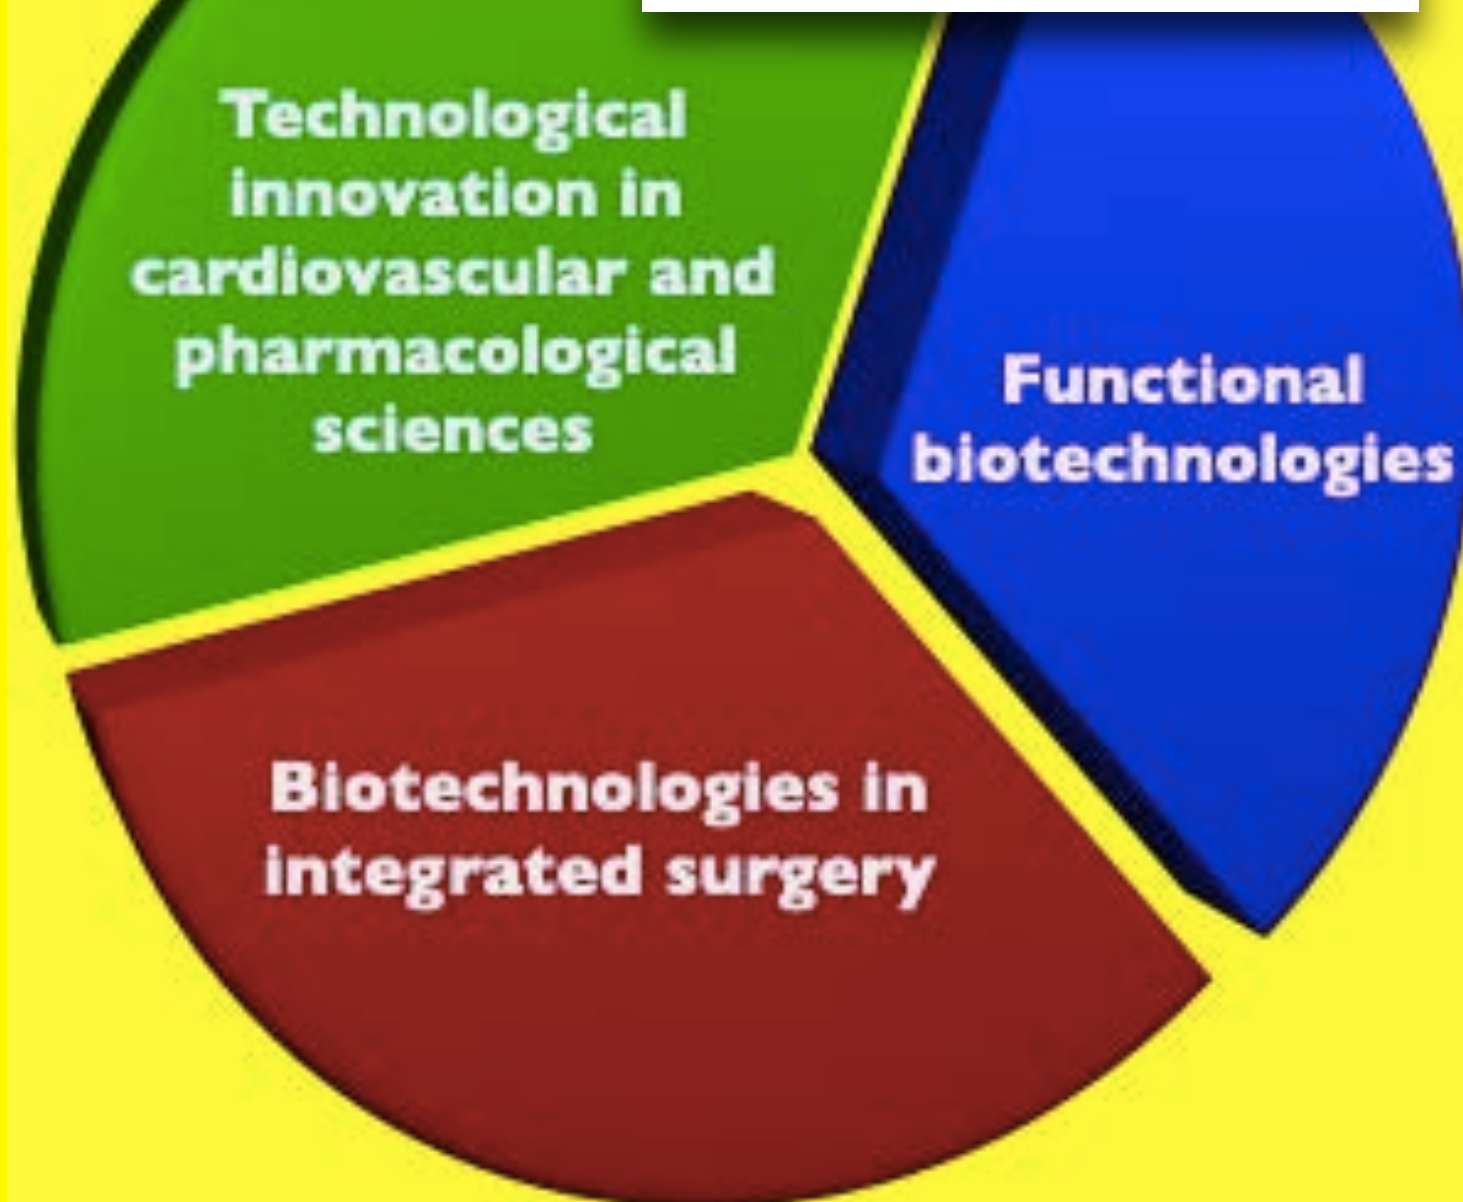 Technological
innovation in
cardiovascular and
pharmacological
sciences
Functional
biotechnologies
Biotechnologies in
integrated surgery